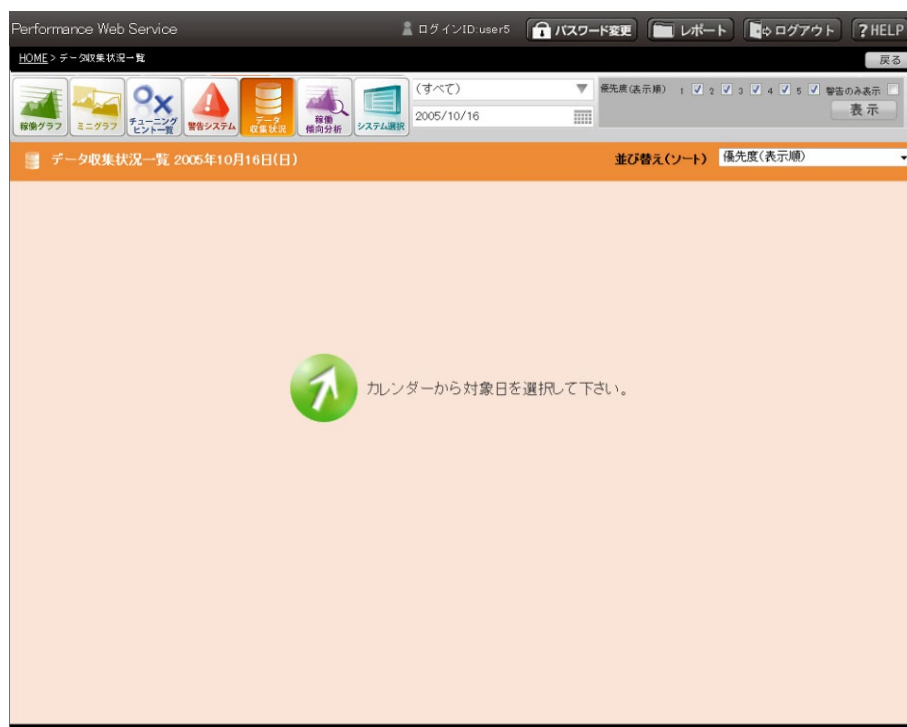 Performance Web Service ログインID:user5 パスワード変更 レポート ログアウト ?HELP
HOME > データ収集状況一覧 戻る
(すべて) 優先度(表示順) 1 2 3 4 5 警告のみ表示
稼働グラフ ミニグラフ チューニングヒント一覧 警告システム データ収集状況 稼働傾向分析 システム選択 2005/10/16 表示
データ収集状況一覧 2005年10月16日(日) 並び替え(ソート) 優先度(表示順)
カレンダーから対象日を選択して下さい。